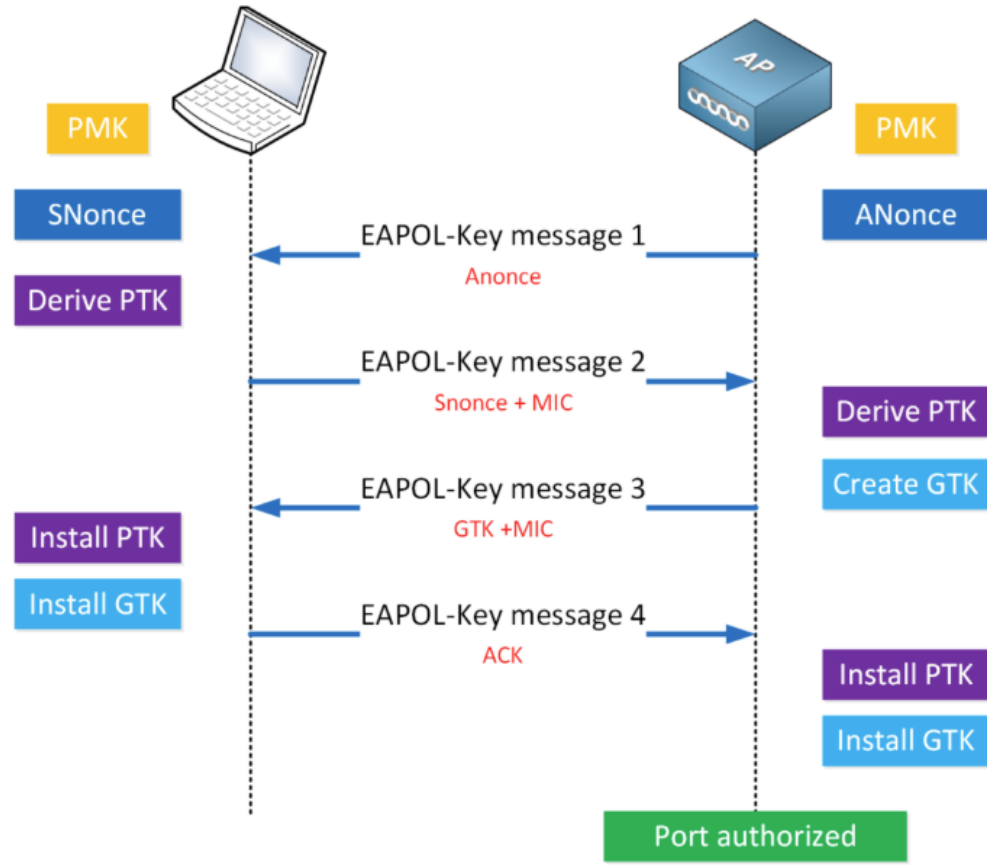 AP
PMK
PMK
SNonce
ANonce
EAPOL-Key message 1
Anonce
Derive PTK
EAPOL-Key message 2
Snonce + MIC
Derive PTK
Create GTK
EAPOL-Key message 3
GTK +MIC
Install PTK
Install GTK
EAPOL-Key message 4
ACK
Install PTK
Install GTK
Port authorized